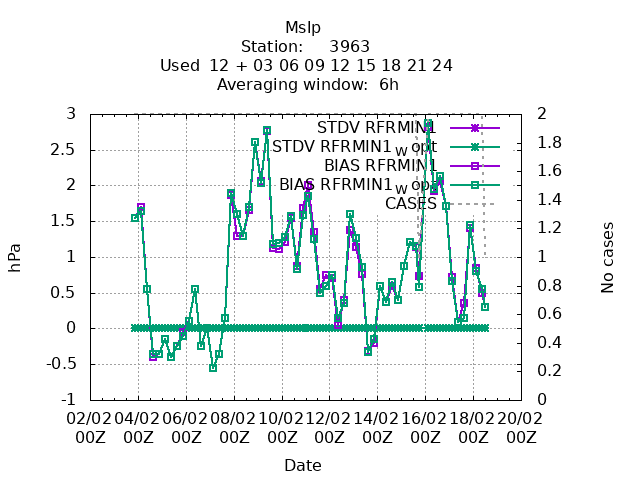 Mslp
Station: 3963
Used 12 + 03 06 09 12 15 18 21 24
Averaging window: 6h
3
2.5
2
1.5
1
0.5
0
-0.5
-1
hPa
STDV RFRMIN1
STDV RFRMIN1_W opt
BIAS RFRMIN1
BIAS RFRMIN1_W opt
CASES
2
1.8
1.6
1.4
1.2
1
0.8
0.6
0.4
0.2
0
No cases
02/02 04/02 06/02 08/02 10/02 12/02 14/02 16/02 18/02 20/02
00Z 00Z 00Z 00Z 00Z 00Z 00Z 00Z 00Z 00Z
Date